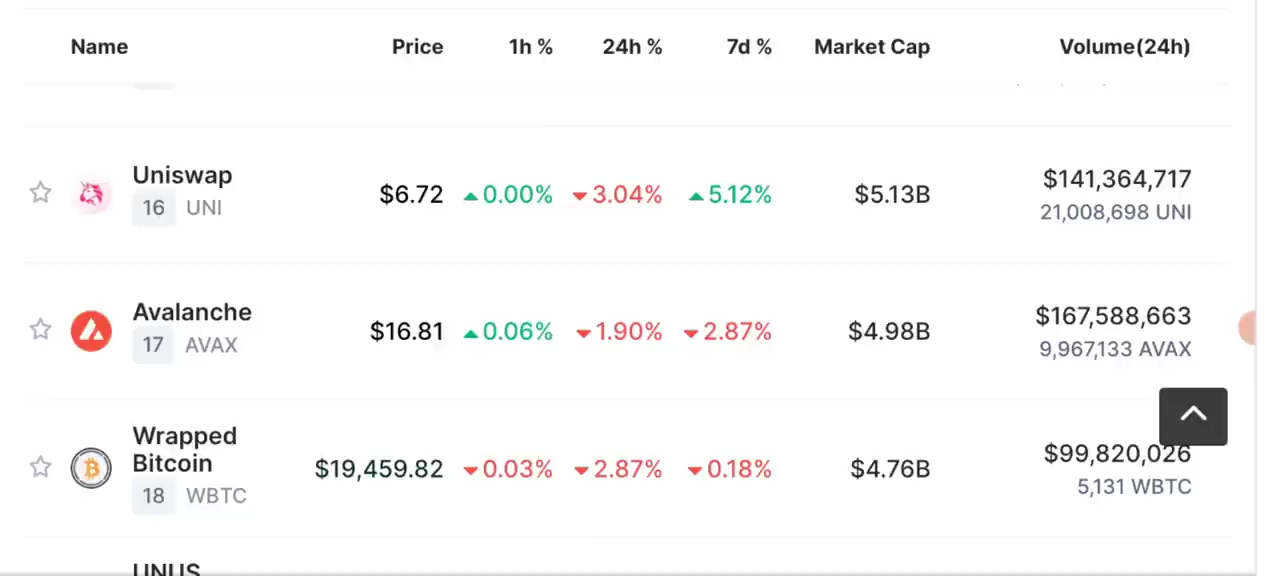 Name Price 1h % 24h % 7d % Market Cap Volume(24h)
Uniswap
16 UNI
$6.72 0.00% 3.04% 5.12% $5.13B
$141,364,717
21,008,698 UNI
Avalanche
17 AVAX
$16.81 0.06% 1.90% 2.87% $4.98B
$167,588,663
9,967,133 AVAX
Wrapped
Bitcoin
18 WBTC
$19,459.82 0.03% 2.87% 0.18% $4.76B
$99,820,026
5,131 WBTC
UNUS